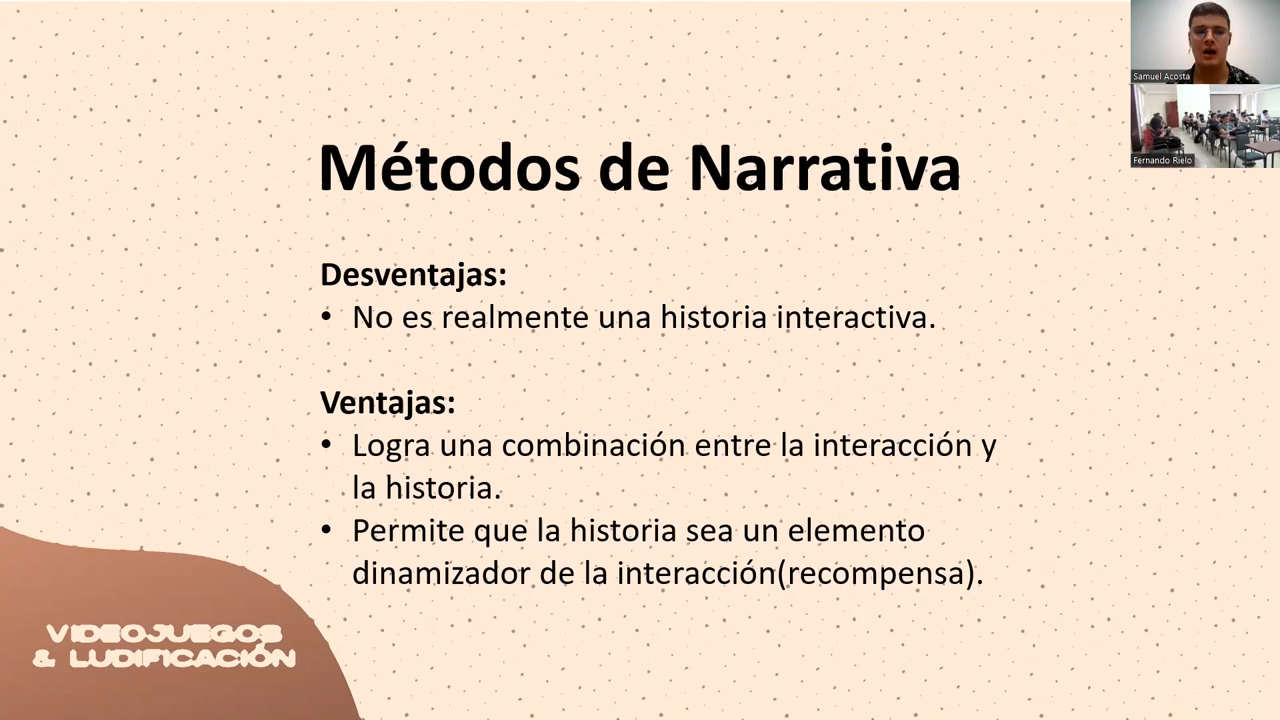 Métodos de Narrativa
Desventajas:
• No es realmente una historia interactiva.
Ventajas:
• Logra una combinación entre la interacción y
la historia.
• Permite que la historia sea un elemento
dinamizador de la interacción(recompensa).
VIDEOJUEGOS
& LUDIFICACIÓN
Samuel Acosta
Fernando Rielo